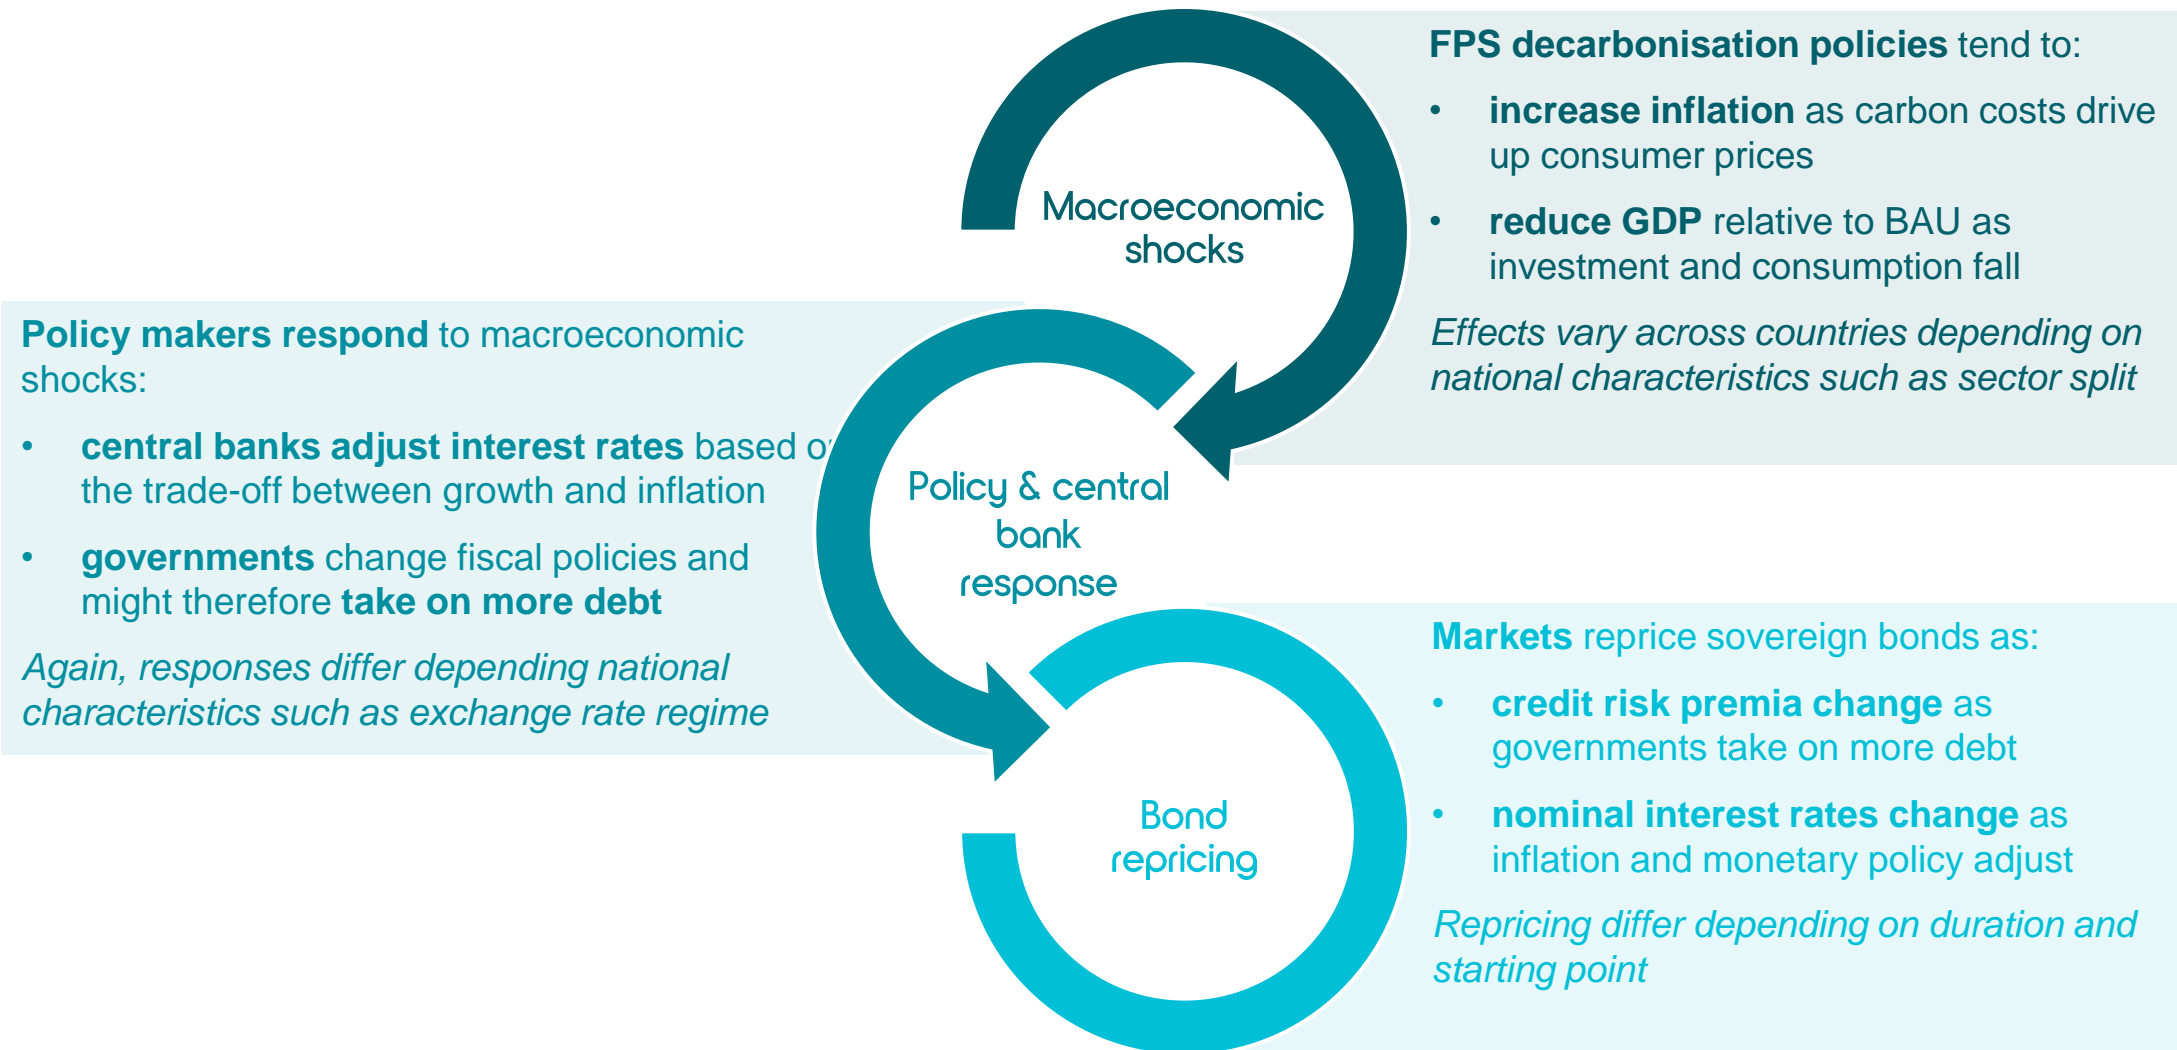 FPS decarbonisation policies tend to:
• increase inflation as carbon costs drive
up consumer prices
• reduce GDP relative to BAU as
investment and consumption fall
Effects vary across countries depending on
national characteristics such as sector split
Macroeconomic
shocks
Policy makers respond to macroeconomic
shocks:
• central banks adjust interest rates based
the trade-off between growth and inflation
• governments change fiscal policies and
might therefore take on more debt
Again, responses differ depending national
characteristics such as exchange rate regime
Policy & central
bank
response
Markets reprice sovereign bonds as:
• credit risk premia change as
governments take on more debt
• nominal interest rates change as
inflation and monetary policy adjust
Repricing differ depending on duration and
starting point
Bond
repricing